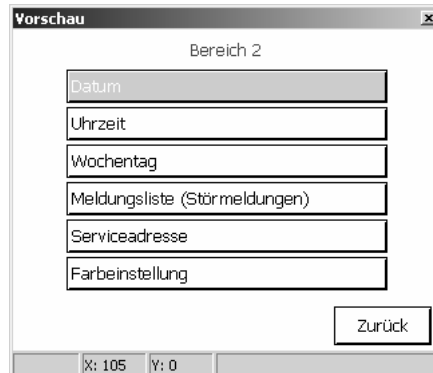 Vorschau
Bereich 2
Datum
Uhrzeit
Wochentag
Meldungsliste (Störmeldungen)
Serviceadresse
Farbeinstellung
Zurück
X: 105 Y: 0